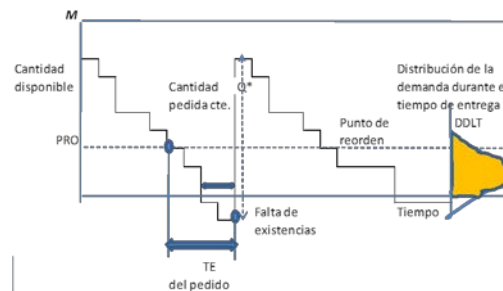 M
Cantidad
disponible
Cantidad
pedida cte.
Q*
Distribución de la
demanda durante e
tiempo de entrega
DDLT
Punto de
reorden
PRO
Falta de
existencias
Tiempo
TE
del pedido